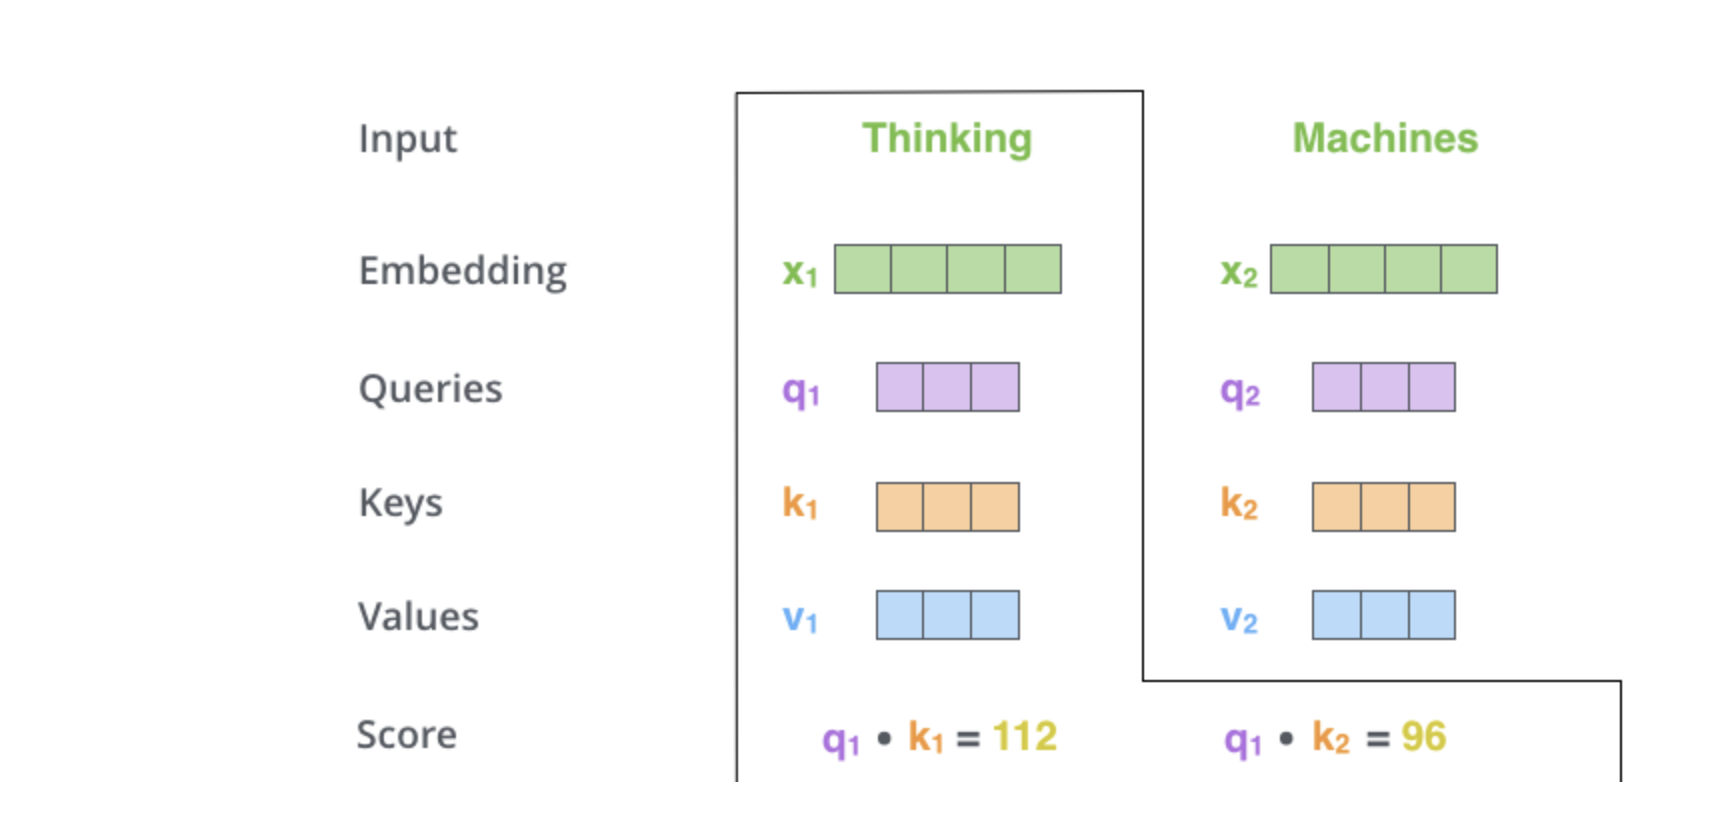 Input Thinking Machines
Embedding x₁ x₂
Queries q₁ q₂
Keys k₁ k₂
Values v₁ v₂
Score q₁ • k₁ = 112 q₁ • k₂ = 96